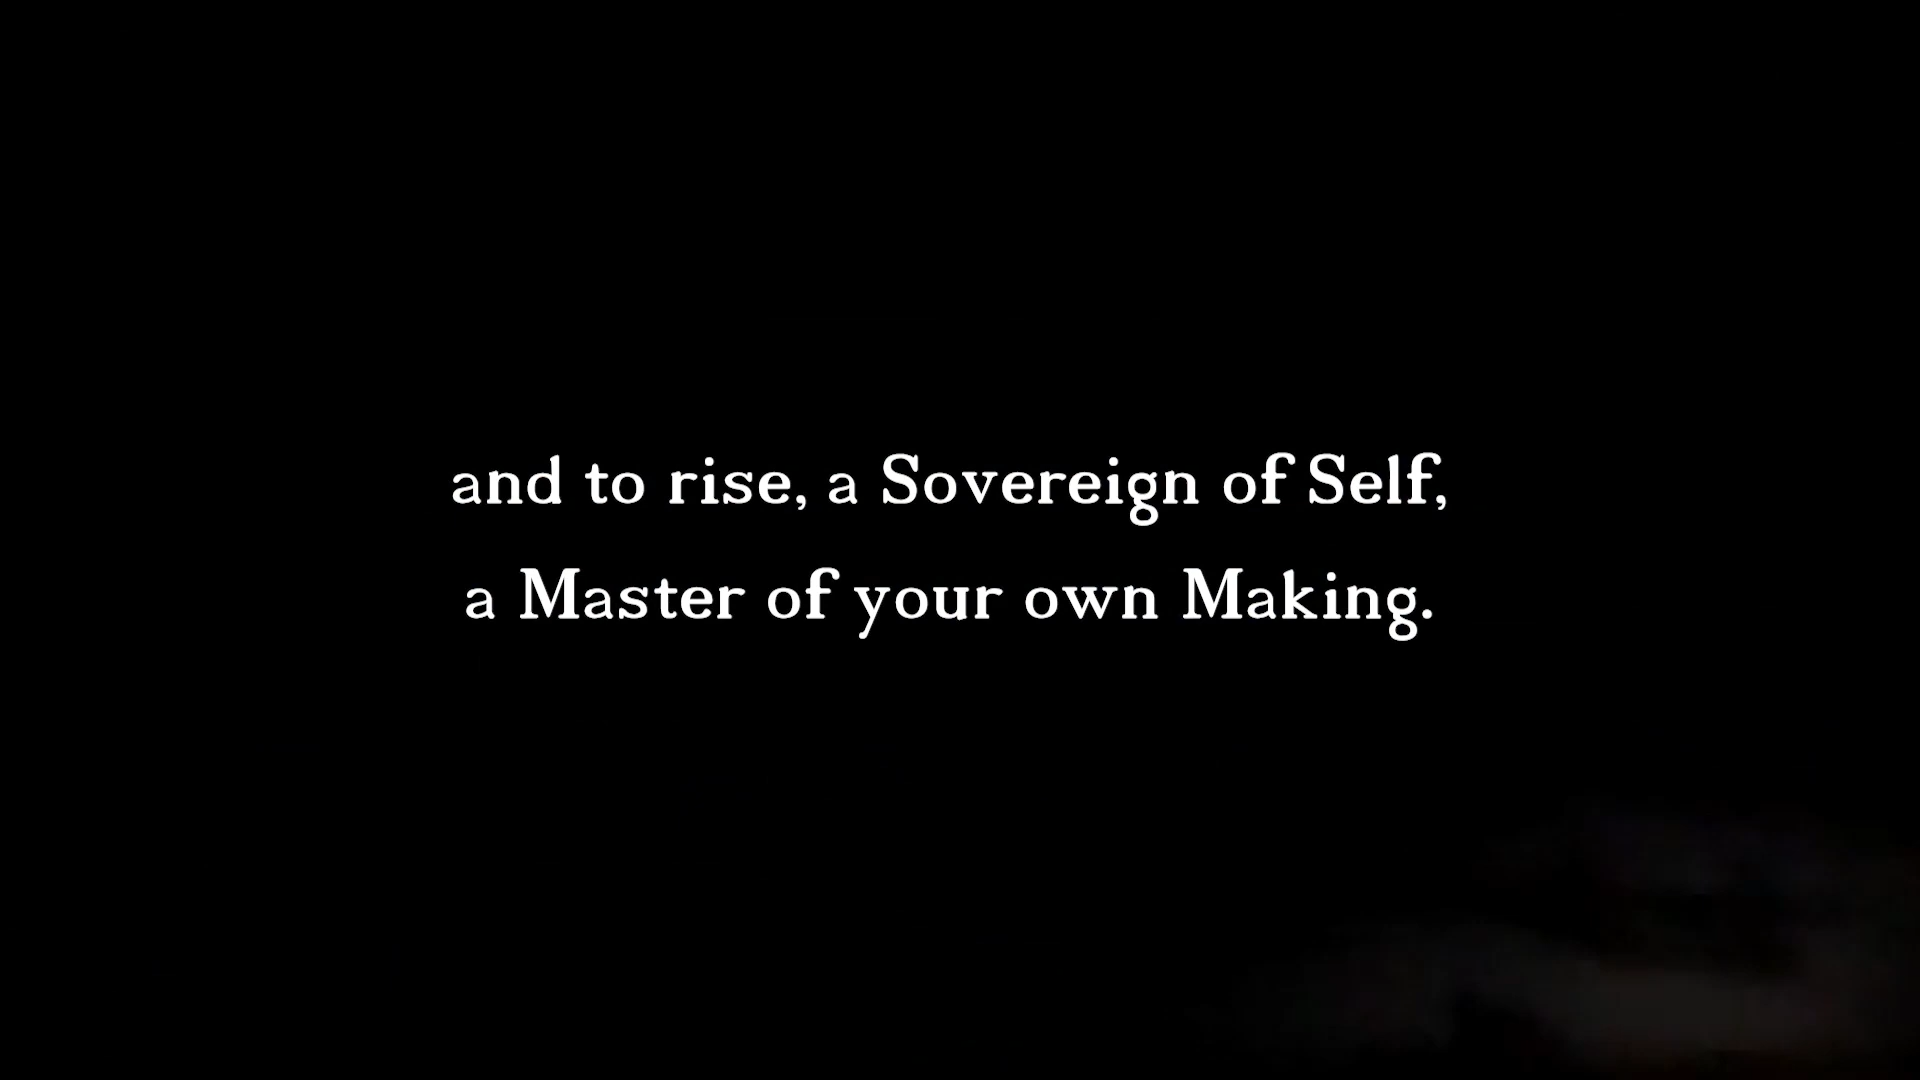 and to rise, a Sovereign of Self,
a Master of your own Making.